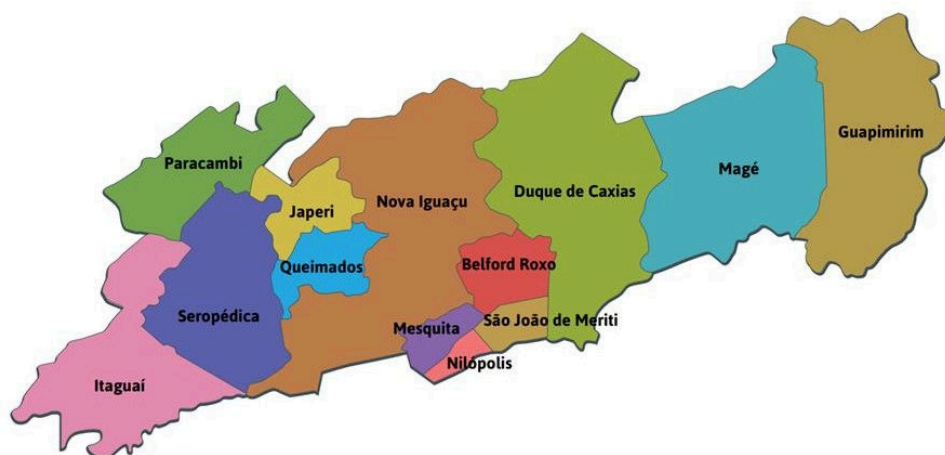 Guapimirim
Paracambi
Magé
Duque de Caxias
Nova Iguaçu
Japeri
Belford Roxo
Queimados
Seropédica
São João de Meriti
Mesquita
Nilópolis
Itaguaí